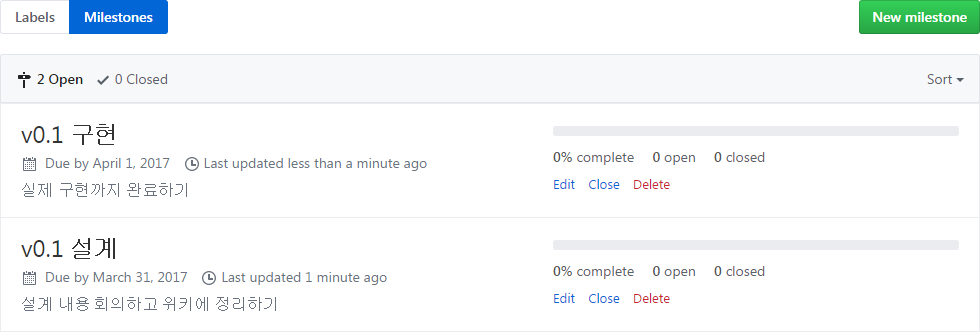 Labels Milestones New milestone
2 Open 0 Closed Sort
v0.1 구현
Due by April 1, 2017 Last updated less than a minute ago
실제 구현까지 완료하기
0% complete 0 open 0 closed
Edit Close Delete
v0.1 설계
Due by March 31, 2017 Last updated 1 minute ago
설계 내용 회의하고 위키에 정리하기
0% complete 0 open 0 closed
Edit Close Delete